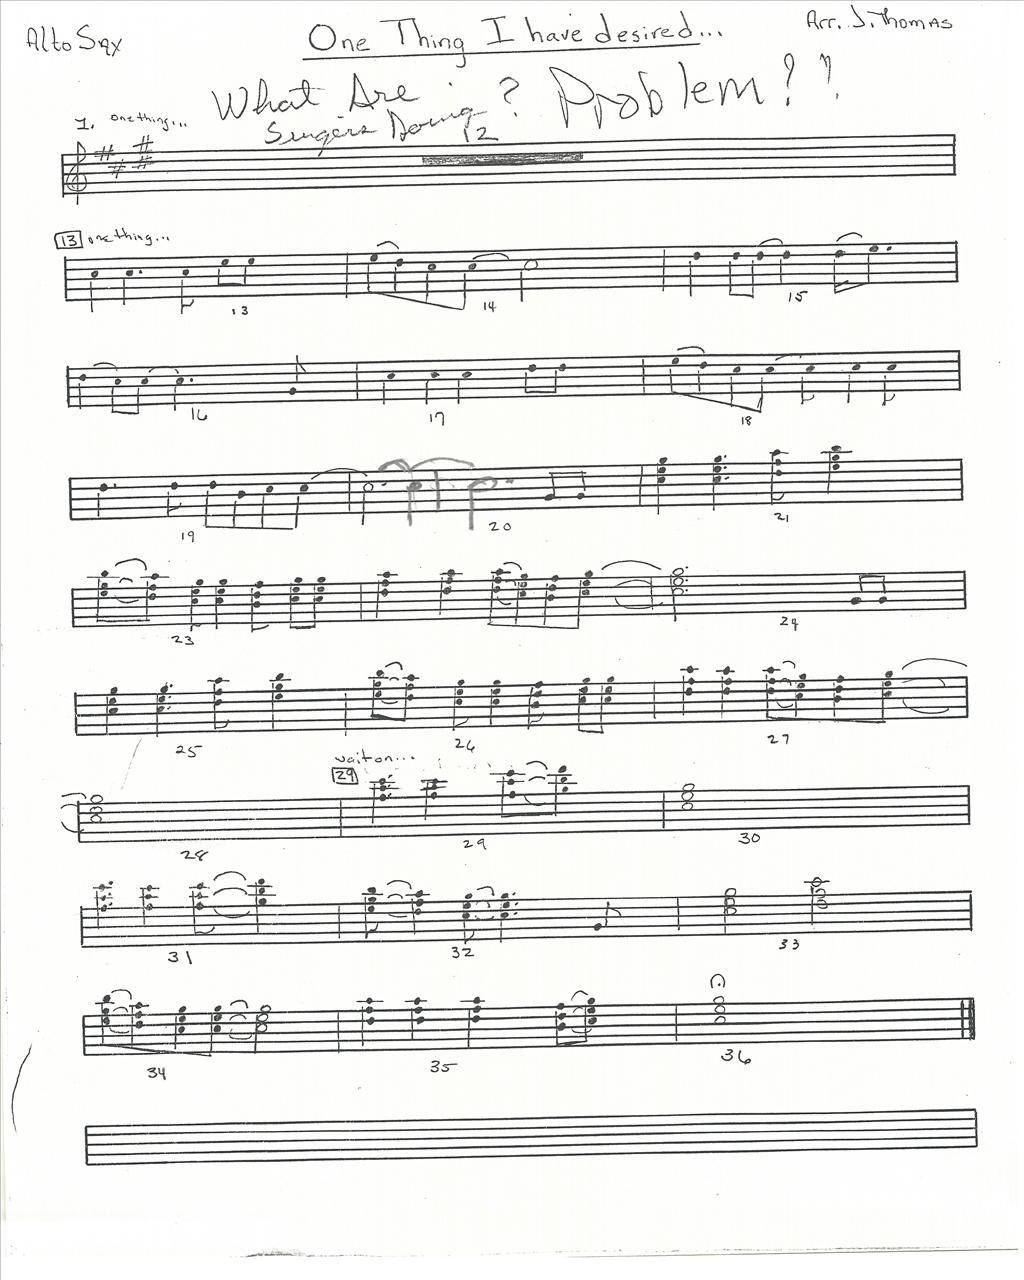 Alto Sax
One Thing I have desired...
Arr. J. Thomas
What Are ? Problem? !
Singers Doing
1. one thing...
12
13 one thing...
13 14 15
16 17 18
19 20 21
23 24
25 26 27
wait on...
29
28 29 30
31 32 33
34 35 36